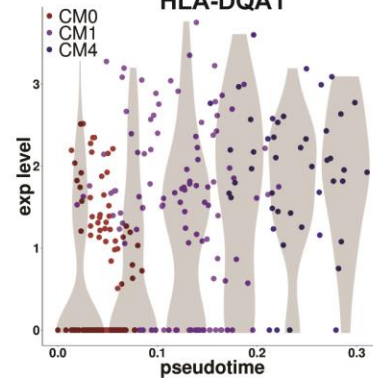 HLA-DQA1
CM0
CM1
CM4
exp level
3
2
1
0
0.0 0.1 0.2 0.3
pseudotime